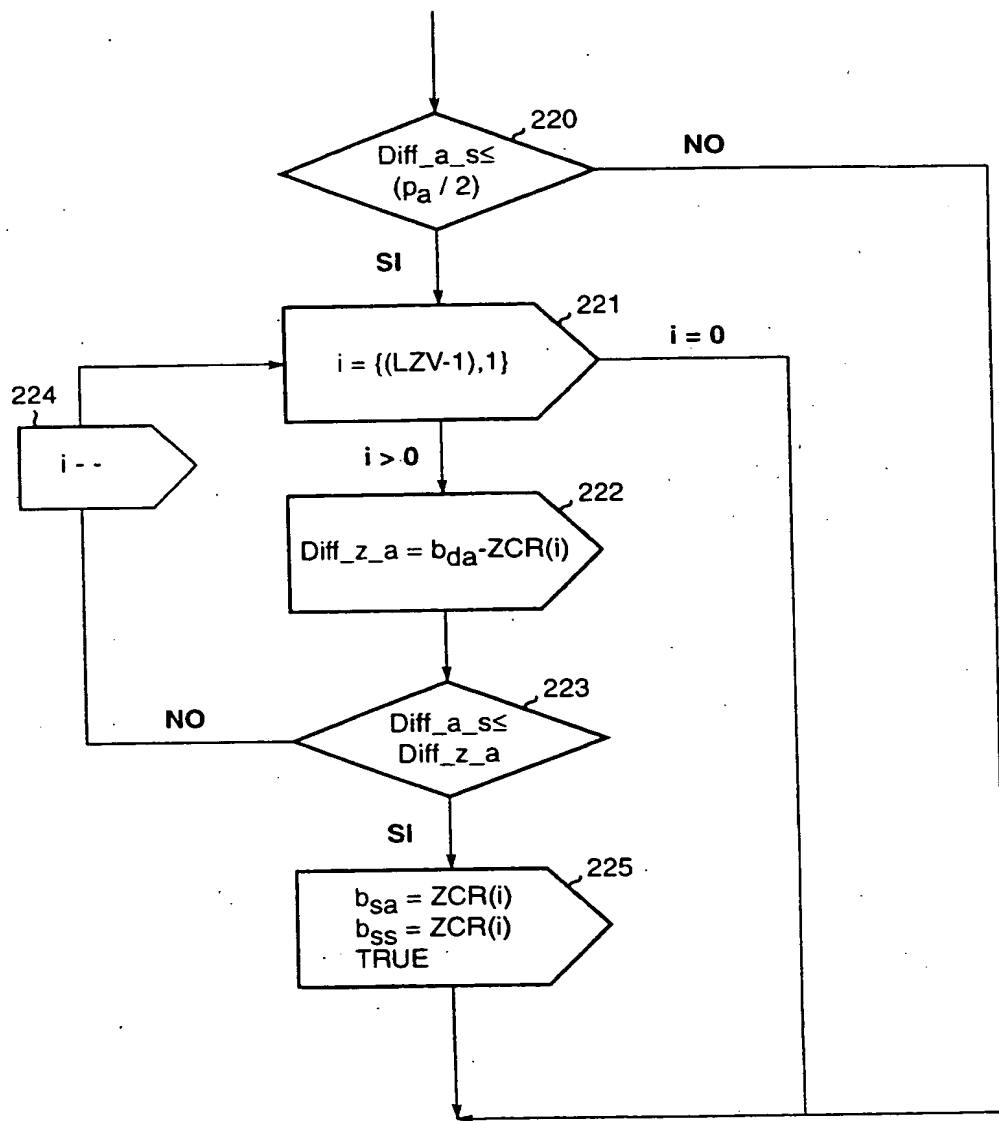 220
NO
Diff_a_s≤
(pa / 2)
SI
221
i = 0
i = {(LZV-1),1}
224
i - -
i > 0
222
Diff_z_a = bda-ZCR(i)
223
NO
Diff_a_s≤
Diff_z_a
SI
225
bsa = ZCR(i)
bss = ZCR(i)
TRUE